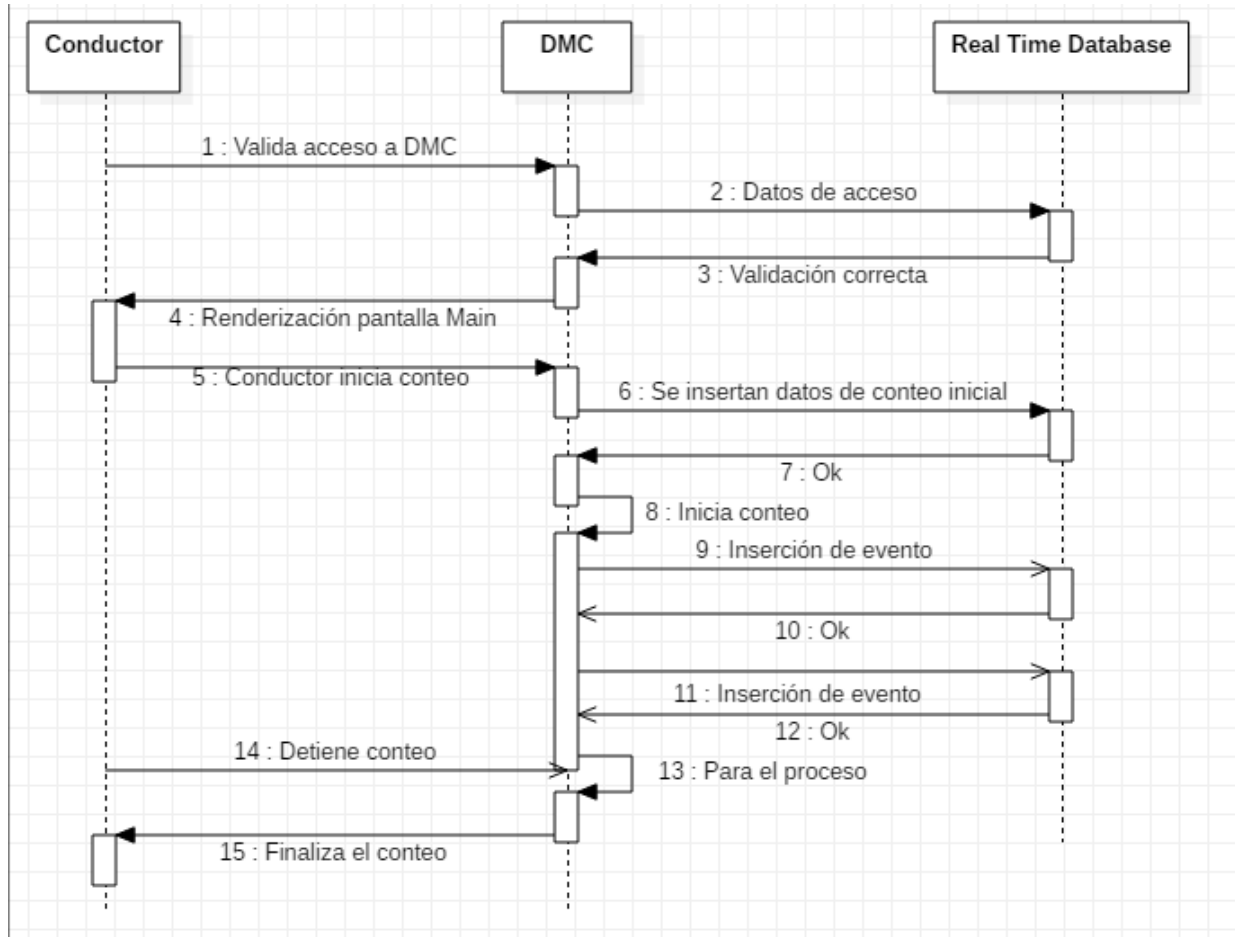 Conductor
DMC
Real Time Database
1 : Valida acceso a DMC
2 : Datos de acceso
3 : Validación correcta
4 : Renderización pantalla Main
5 : Conductor inicia conteo
6 : Se insertan datos de conteo inicial
7 : Ok
8 : Inicia conteo
9 : Inserción de evento
10 : Ok
11 : Inserción de evento
12 : Ok
14 : Detiene conteo
13 : Para el proceso
15 : Finaliza el conteo